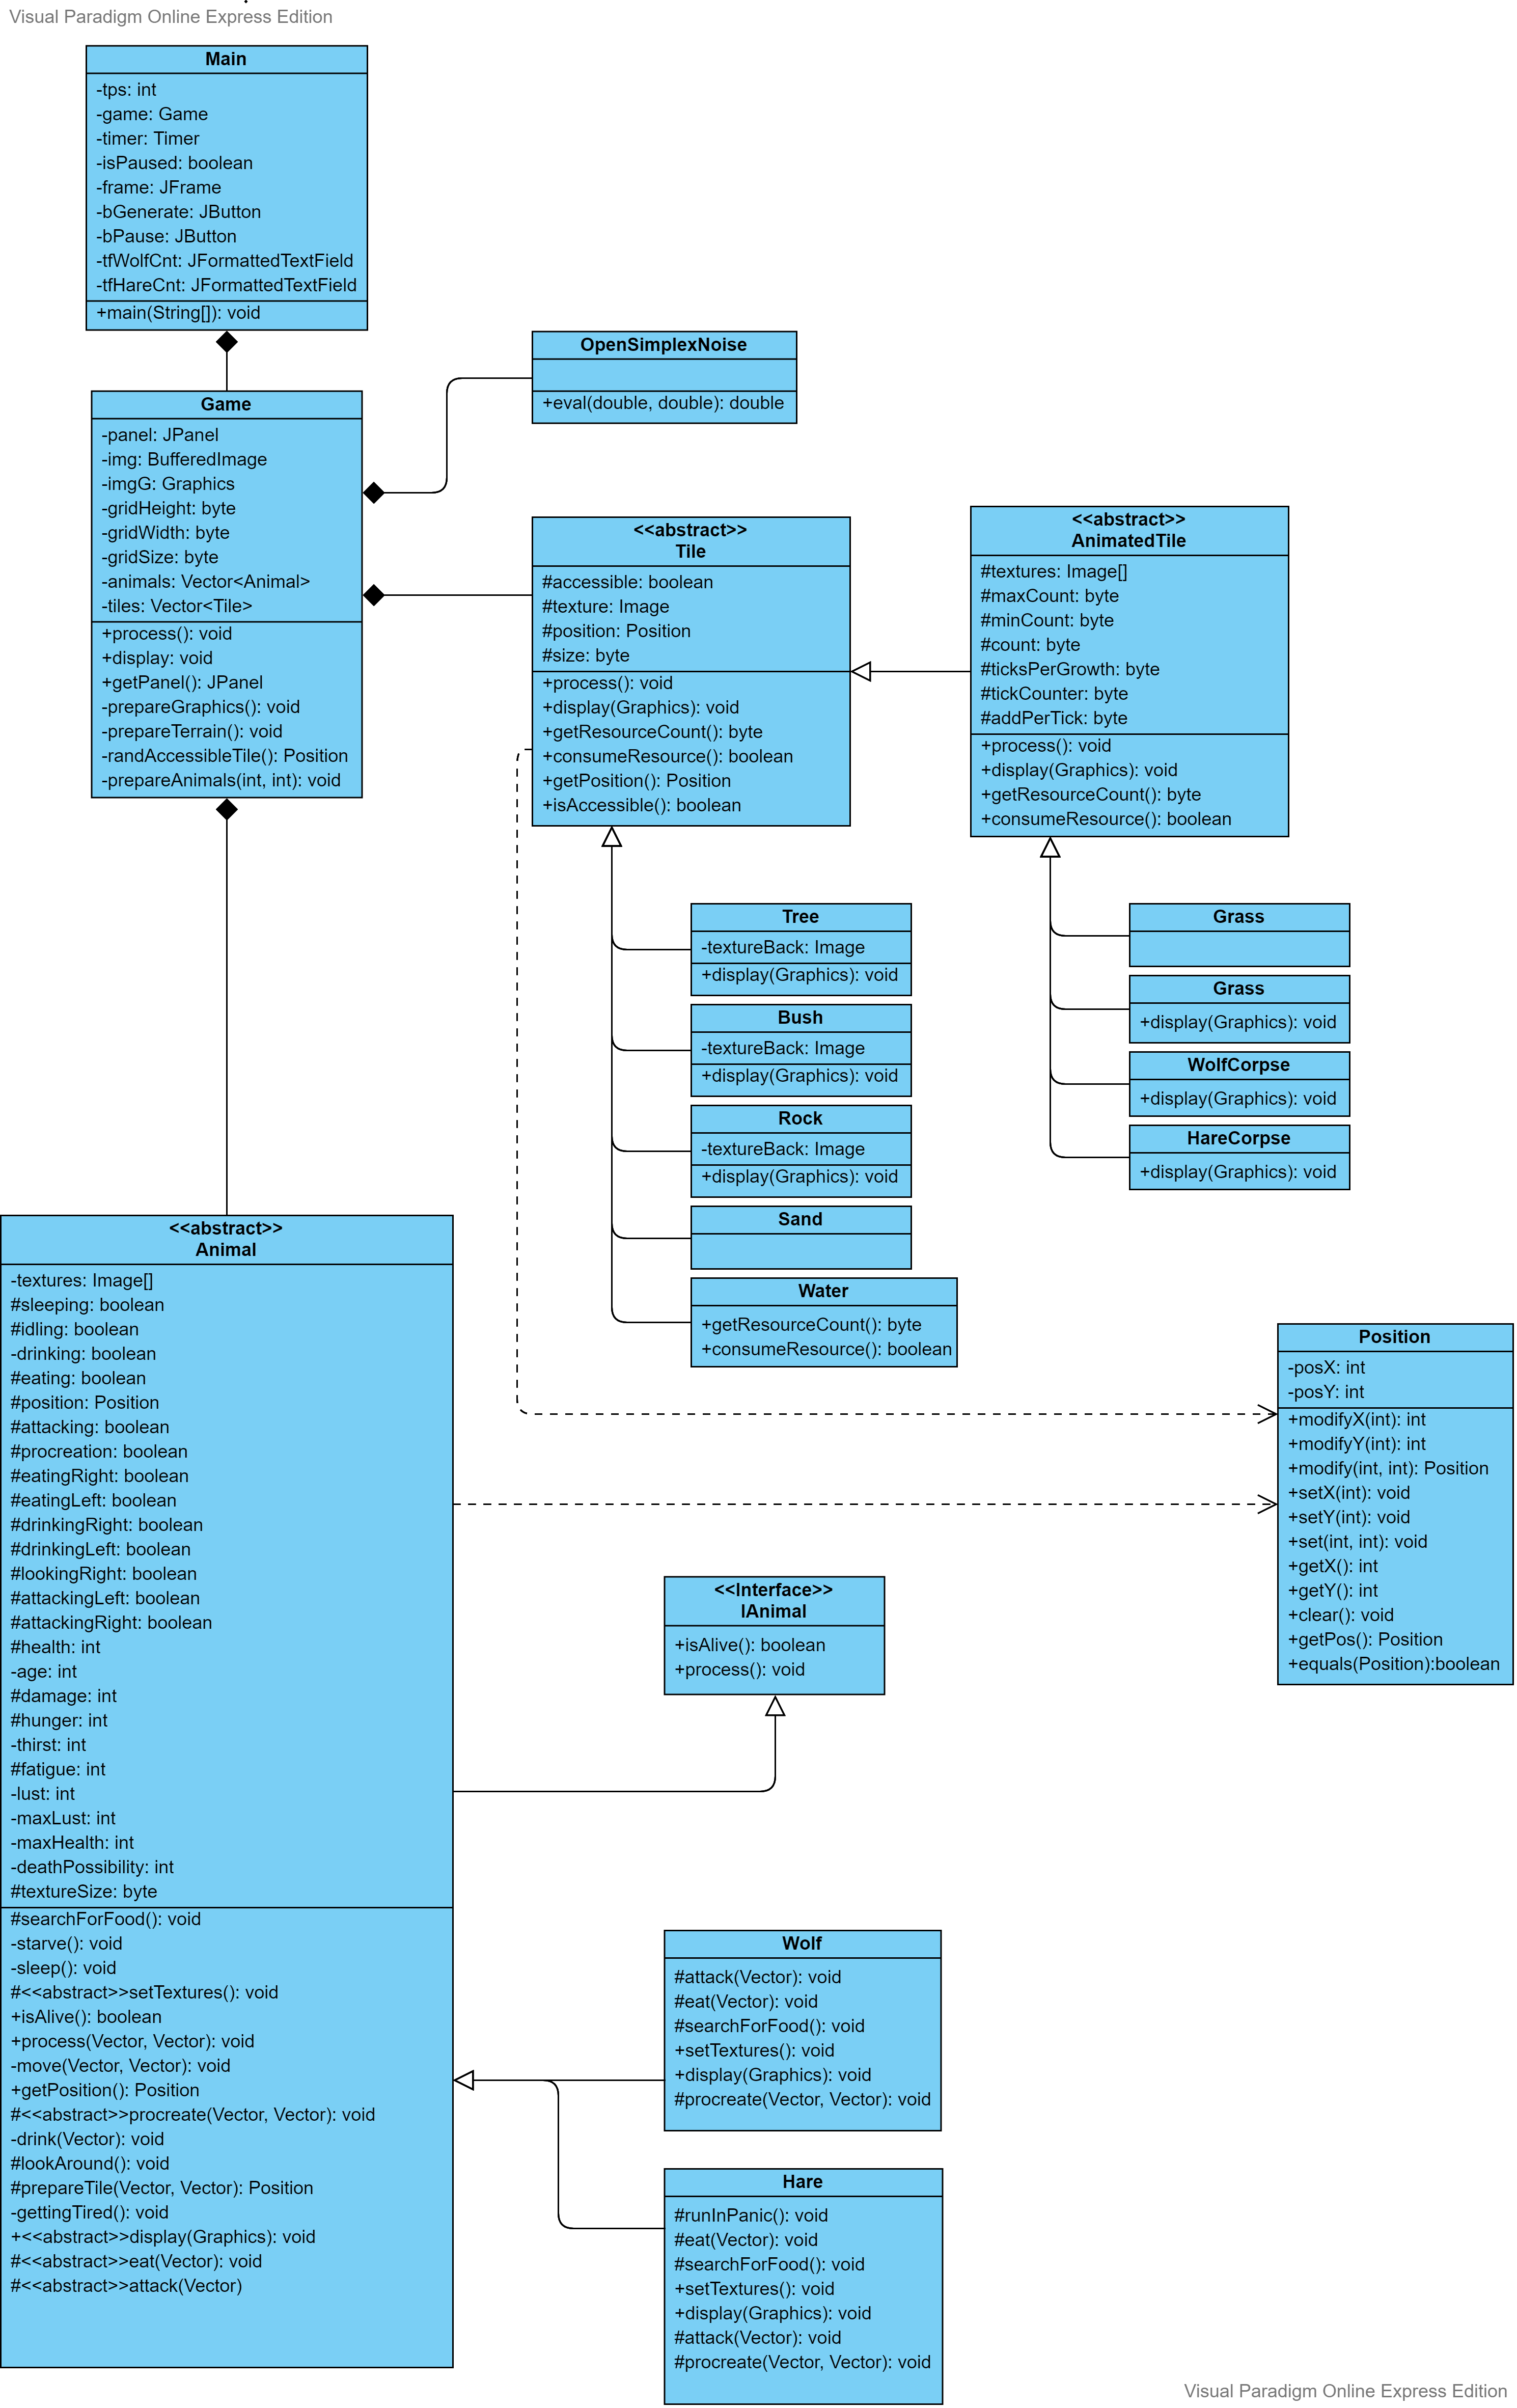 Visual Paradigm Online Express Edition
Main
-tps: int
-game: Game
-timer: Timer
-isPaused: boolean
-frame: JFrame
-bGenerate: JButton
-bPause: JButton
-tfWolfCnt: JFormattedTextField
-tfHareCnt: JFormattedTextField
+main(String[]): void
OpenSimplexNoise
+eval(double, double): double
Game
-panel: JPanel
-img: BufferedImage
-imgG: Graphics
-gridHeight: byte
-gridWidth: byte
-gridSize: byte
-animals: Vector<Animal>
-tiles: Vector<Tile>
+process(): void
+display: void
+getPanel(): JPanel
-prepareGraphics(): void
-prepareTerrain(): void
-randAccessibleTile(): Position
-prepareAnimals(int, int): void
<<abstract>>
Tile
#accessible: boolean
#texture: Image
#position: Position
#size: byte
+process(): void
+display(Graphics): void
+getResourceCount(): byte
+consumeResource(): boolean
+getPosition(): Position
+isAccessible(): boolean
<<abstract>>
AnimatedTile
#textures: Image[]
#maxCount: byte
#minCount: byte
#count: byte
#ticksPerGrowth: byte
#tickCounter: byte
#addPerTick: byte
+process(): void
+display(Graphics): void
+getResourceCount(): byte
+consumeResource(): boolean
Tree
-textureBack: Image
+display(Graphics): void
Bush
-textureBack: Image
+display(Graphics): void
Rock
-textureBack: Image
+display(Graphics): void
Sand
Water
+getResourceCount(): byte
+consumeResource(): boolean
Grass
Grass
+display(Graphics): void
WolfCorpse
+display(Graphics): void
HareCorpse
+display(Graphics): void
<<abstract>>
Animal
-textures: Image[]
#sleeping: boolean
#idling: boolean
-drinking: boolean
#eating: boolean
#position: Position
#attacking: boolean
#procreation: boolean
#eatingRight: boolean
#eatingLeft: boolean
#drinkingRight: boolean
#drinkingLeft: boolean
#lookingRight: boolean
#attackingLeft: boolean
#attackingRight: boolean
#health: int
-age: int
#damage: int
#hunger: int
-thirst: int
#fatigue: int
-lust: int
-maxLust: int
-maxHealth: int
-deathPossibility: int
#textureSize: byte
#searchForFood(): void
-starve(): void
-sleep(): void
#<<abstract>>setTextures(): void
+isAlive(): boolean
+process(Vector, Vector): void
-move(Vector, Vector): void
+getPosition(): Position
#<<abstract>>procreate(Vector, Vector): void
-drink(Vector): void
#lookAround(): void
#prepareTile(Vector, Vector): Position
-gettingTired(): void
+<<abstract>>display(Graphics): void
#<<abstract>>eat(Vector): void
#<<abstract>>attack(Vector)
Position
-posX: int
-posY: int
+modifyX(int): int
+modifyY(int): int
+modify(int, int): Position
+setX(int): void
+setY(int): void
+set(int, int): void
+getX(): int
+getY(): int
+clear(): void
+getPos(): Position
+equals(Position):boolean
<<Interface>>
IAnimal
+isAlive(): boolean
+process(): void
Wolf
#attack(Vector): void
#eat(Vector): void
#searchForFood(): void
+setTextures(): void
+display(Graphics): void
#procreate(Vector, Vector): void
Hare
#runInPanic(): void
#eat(Vector): void
#searchForFood(): void
+setTextures(): void
+display(Graphics): void
#attack(Vector): void
#procreate(Vector, Vector): void
Visual Paradigm Online Express Edition